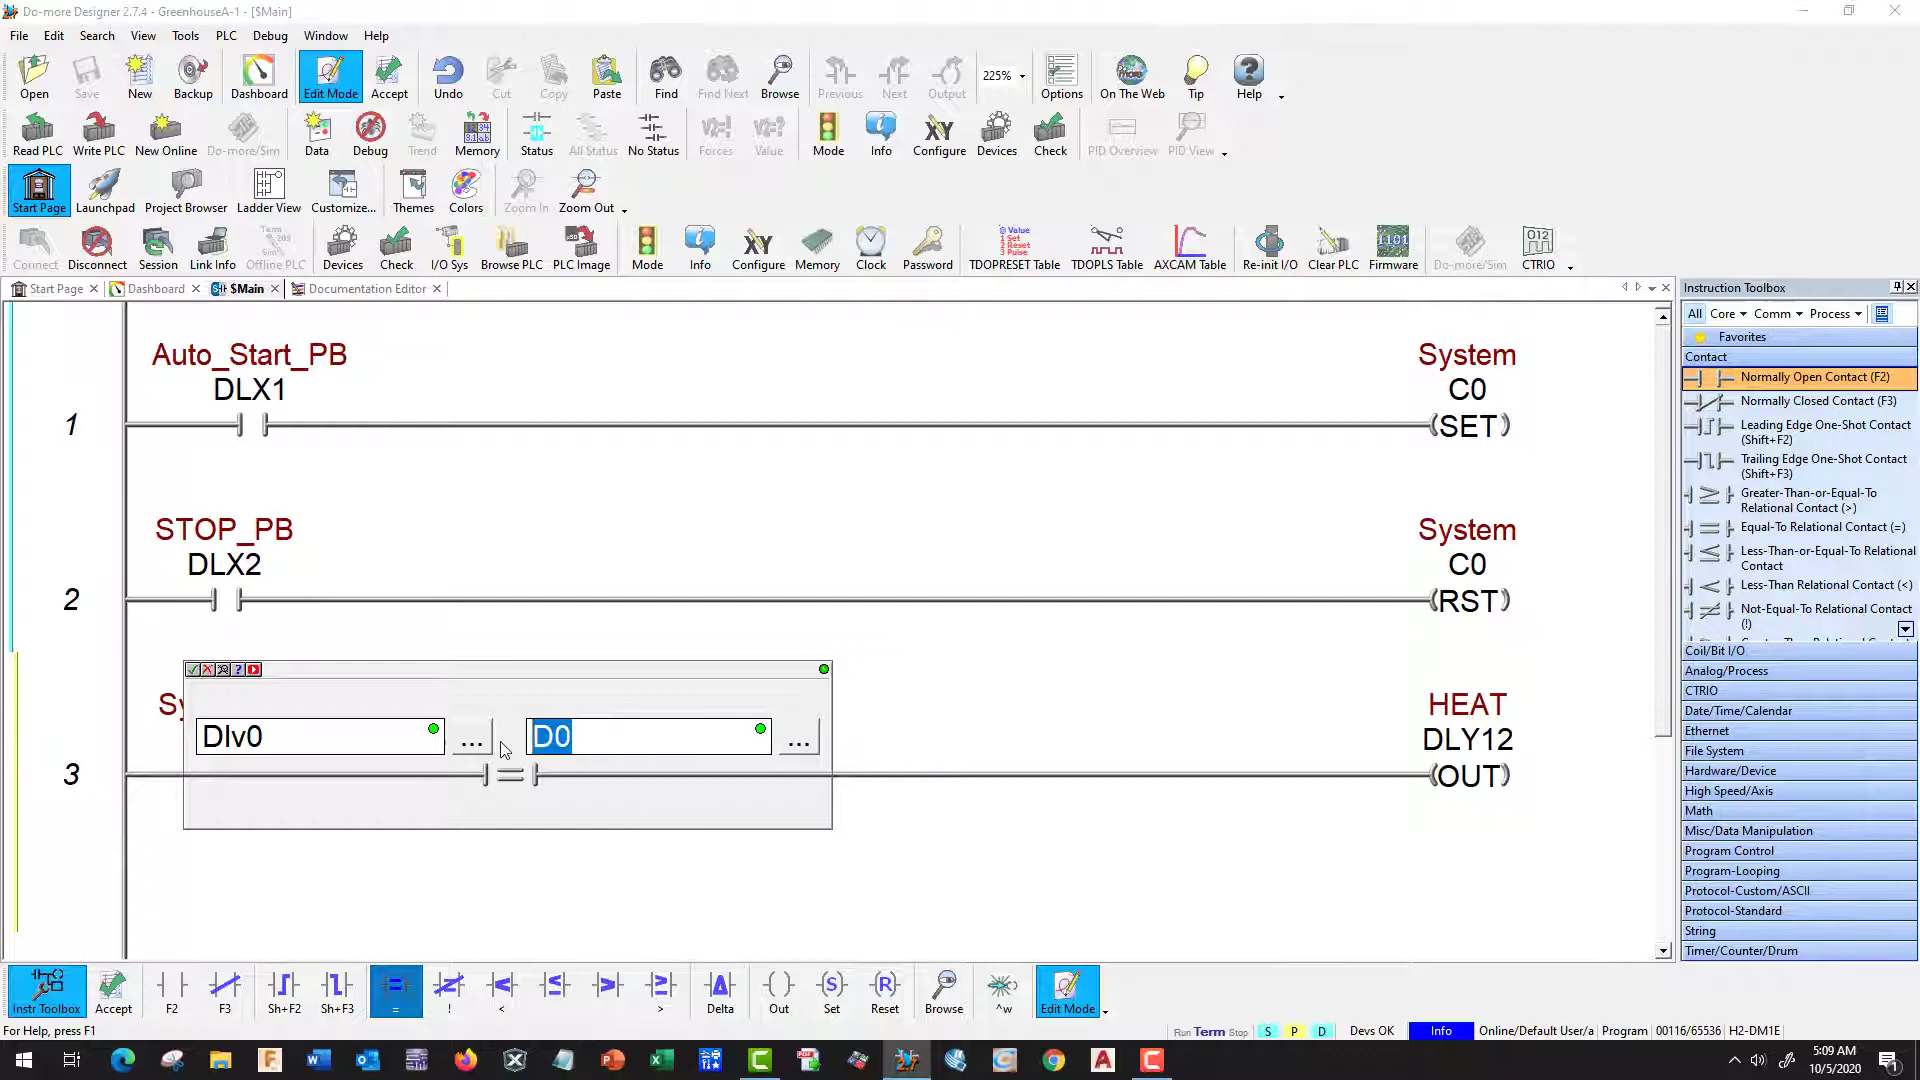 Do-more Designer 2.7.4 - GreenhouseA-1 - [$Main]
File Edit Search View Tools PLC Debug Window Help
Open Save New Backup Dashboard Edit Mode Accept Undo Cut Copy Paste Find Find Next Browse Previous Next Output 225% Options On The Web Tip Help
Read PLC Write PLC New Online Do-more/Sim Data Debug Trend Memory Status All Status No Status Forces Value Mode Info Configure Devices Check PID Overview PID View
Start Page Launchpad Project Browser Ladder View Customize... Themes Colors Zoom In Zoom Out
Connect Disconnect Session Link Info Offline PLC Devices Check I/O Sys Browse PLC PLC Image Mode Info Configure Memory Clock Password TDOPRESET Table TDOPLS Table AXCAM Table Re-init I/O Clear PLC Firmware Do-more/Sim CTRIO
Start Page Dashboard $Main Documentation Editor
Auto_Start_PB
DLX1
System
C0
1
(SET)
STOP_PB
DLX2
System
C0
2
(RST)
Sy
Dlv0 ... D0 ...
HEAT
DLY12
3
(OUT)
Instruction Toolbox
All Core Comm Process
Favorites
Contact
Normally Open Contact (F2)
Normally Closed Contact (F3)
Leading Edge One-Shot Contact
(Shift+F2)
Trailing Edge One-Shot Contact
(Shift+F3)
Greater-Than-or-Equal-To
Relational Contact (>)
Equal-To Relational Contact (=)
Less-Than-or-Equal-To Relational
Contact
Less-Than Relational Contact (<)
Not-Equal-To Relational Contact
(!)
Coil/Bit I/O
Analog/Process
CTRIO
Date/Time/Calendar
Ethernet
File System
Hardware/Device
High Speed/Axis
Math
Misc/Data Manipulation
Program Control
Program-Looping
Protocol-Custom/ASCII
Protocol-Standard
String
Timer/Counter/Drum
Instr Toolbox Accept F2 F3 Sh+F2 Sh+F3 = ! < > Delta Out Set Reset Browse ^w Edit Mode
For Help, press F1
Run Term Stop S P D Devs OK Info Online/Default User/a Program 00116/65536 H2-DM1E
5:09 AM
10/5/2020